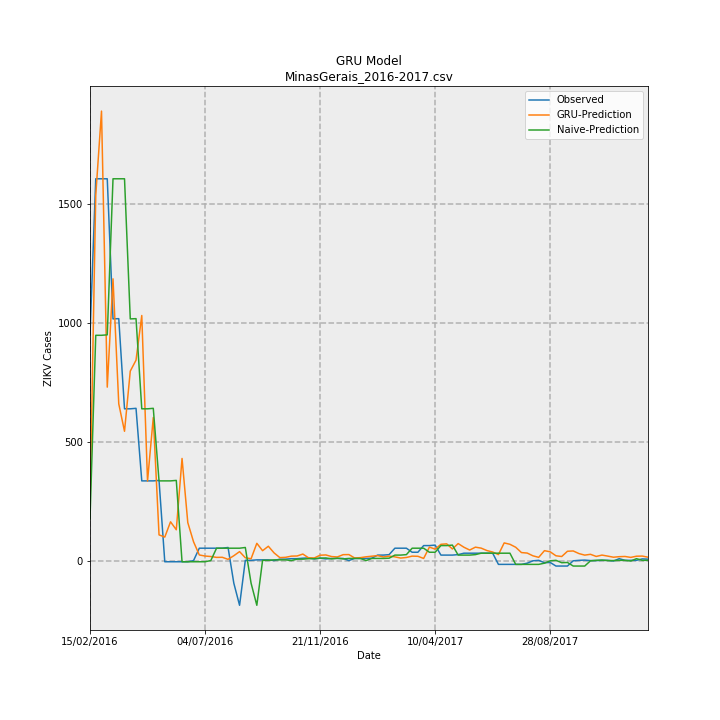 GRU Model
MinasGerais_2016-2017.csv
Observed
GRU-Prediction
Naive-Prediction
1500
1000
500
0
ZIKV Cases
15/02/2016
04/07/2016
21/11/2016
10/04/2017
28/08/2017
Date